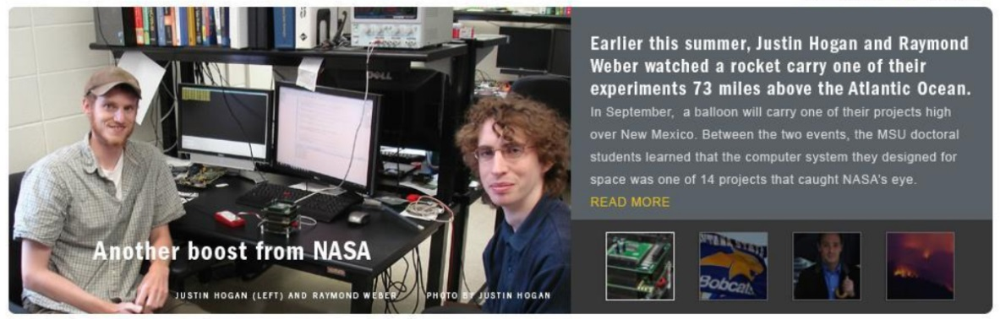 DELL
Another boost from NASA
JUSTIN HOGAN (LEFT) AND RAYMOND WEBER
PHOTO BY JUSTIN HOGAN
Earlier this summer, Justin Hogan and Raymond
Weber watched a rocket carry one of their
experiments 73 miles above the Atlantic Ocean.
In September, a balloon will carry one of their projects high
over New Mexico. Between the two events, the MSU doctoral
students learned that the computer system they designed for
space was one of 14 projects that caught NASA's eye.
READ MORE
Bobcats